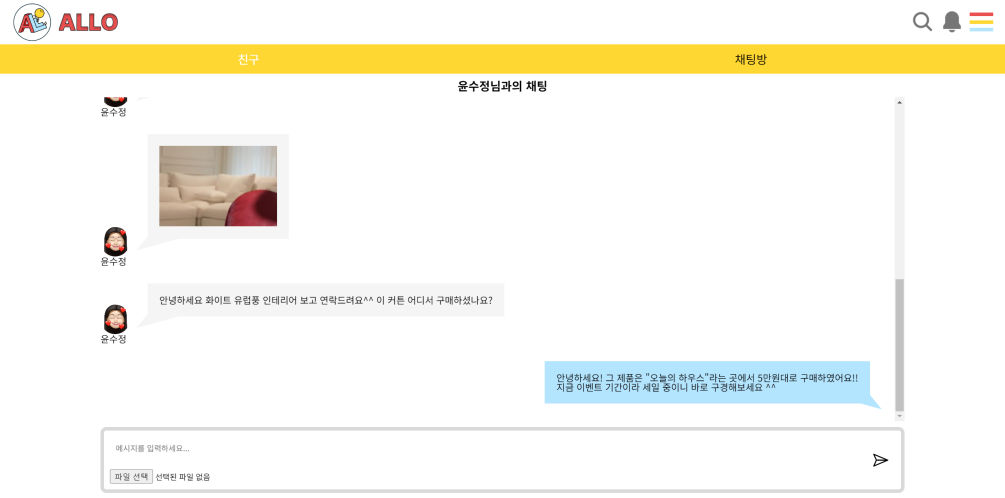 ALLO
친구
채팅방
윤수정님과의 채팅
윤수정
윤수정
안녕하세요 화이트 유럽풍 인테리어 보고 연락드려요^^ 이 커튼 어디서 구매하셨나요?
윤수정
안녕하세요! 그 제품은 "오늘의 하우스"라는 곳에서 5만원대로 구매하였어요!!
지금 이벤트 기간이라 세일 중이니 바로 구경해보세요 ^^
메시지를 입력하세요...
파일 선택 선택된 파일 없음